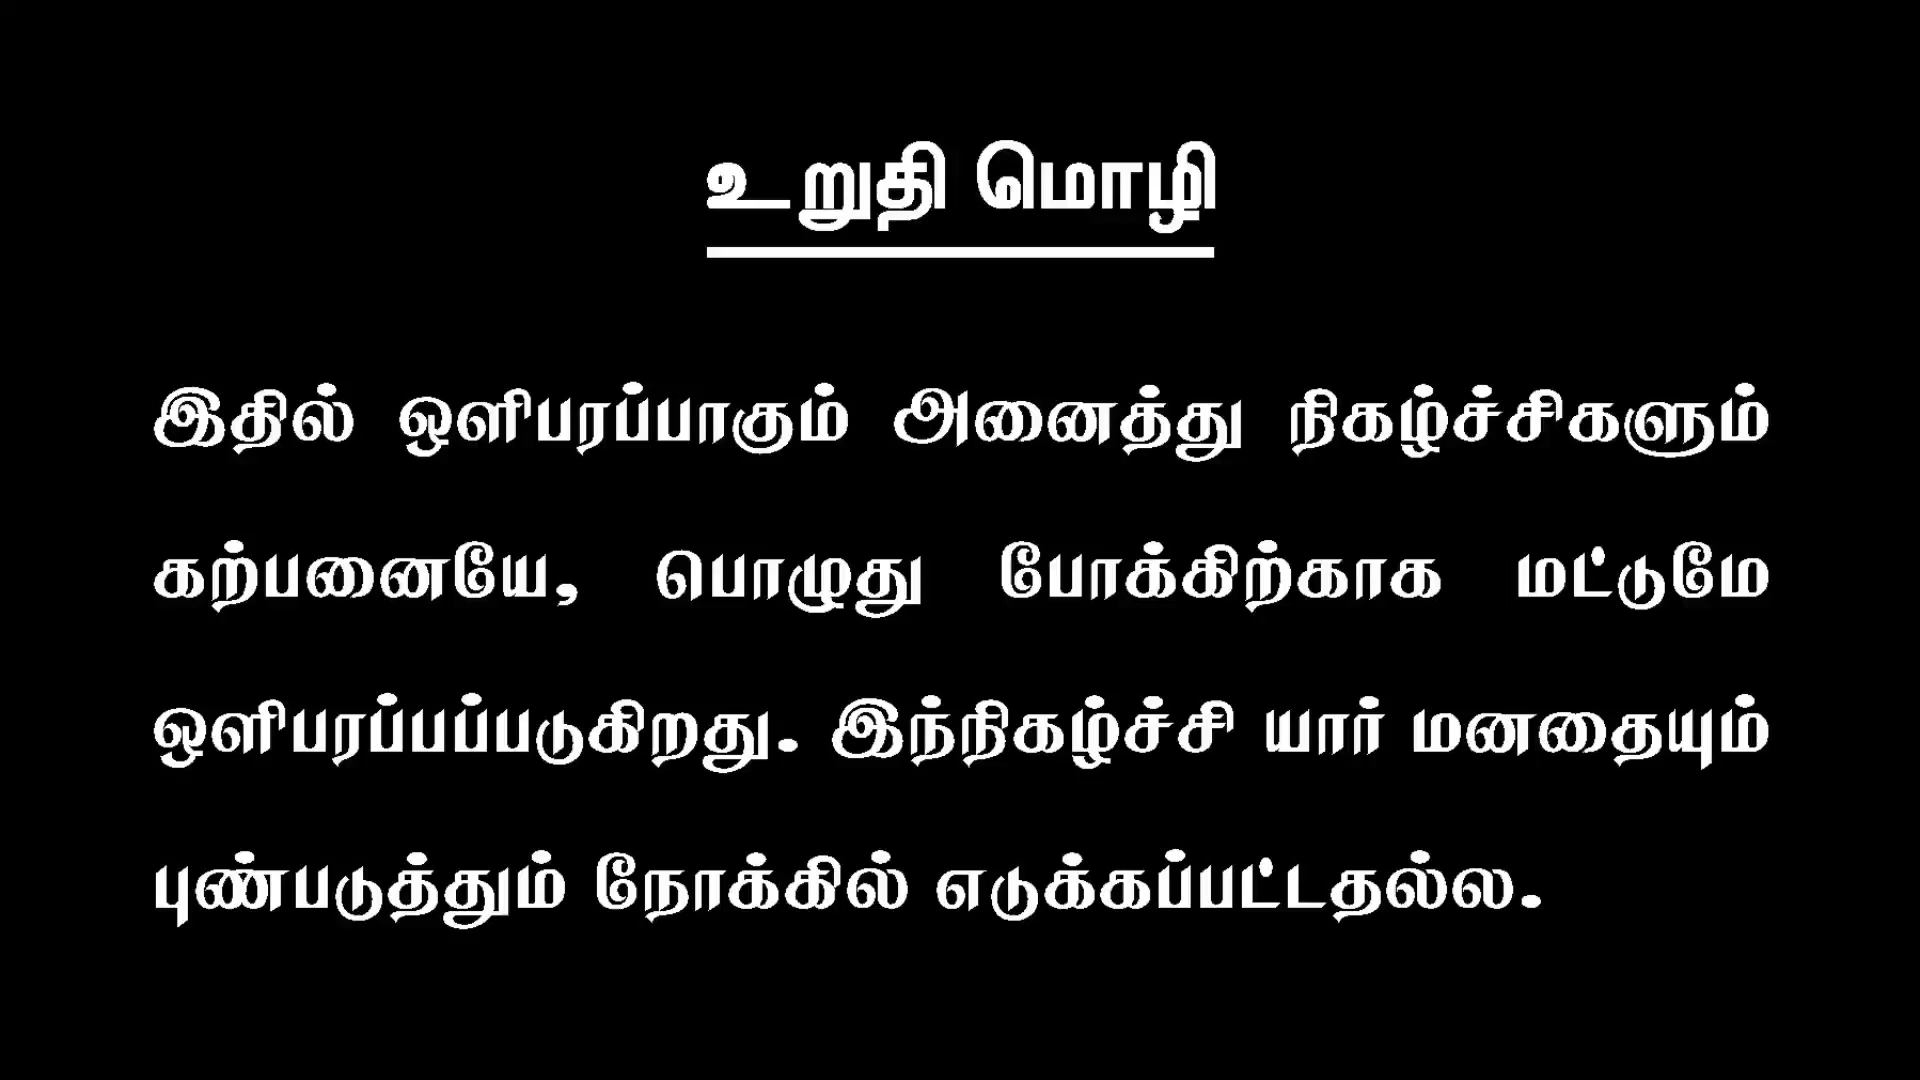 உறுதி மொழி
இதில் ஒளிபரப்பாகும் அனைத்து நிகழ்ச்சிகளும்
கற்பனையே, பொழுது போக்கிற்காக மட்டுமே
ஒளிபரப்பப்படுகிறது. இந்நிகழ்ச்சி யார் மனதையும்
புண்படுத்தும் நோக்கில் எடுக்கப்பட்டதல்ல.